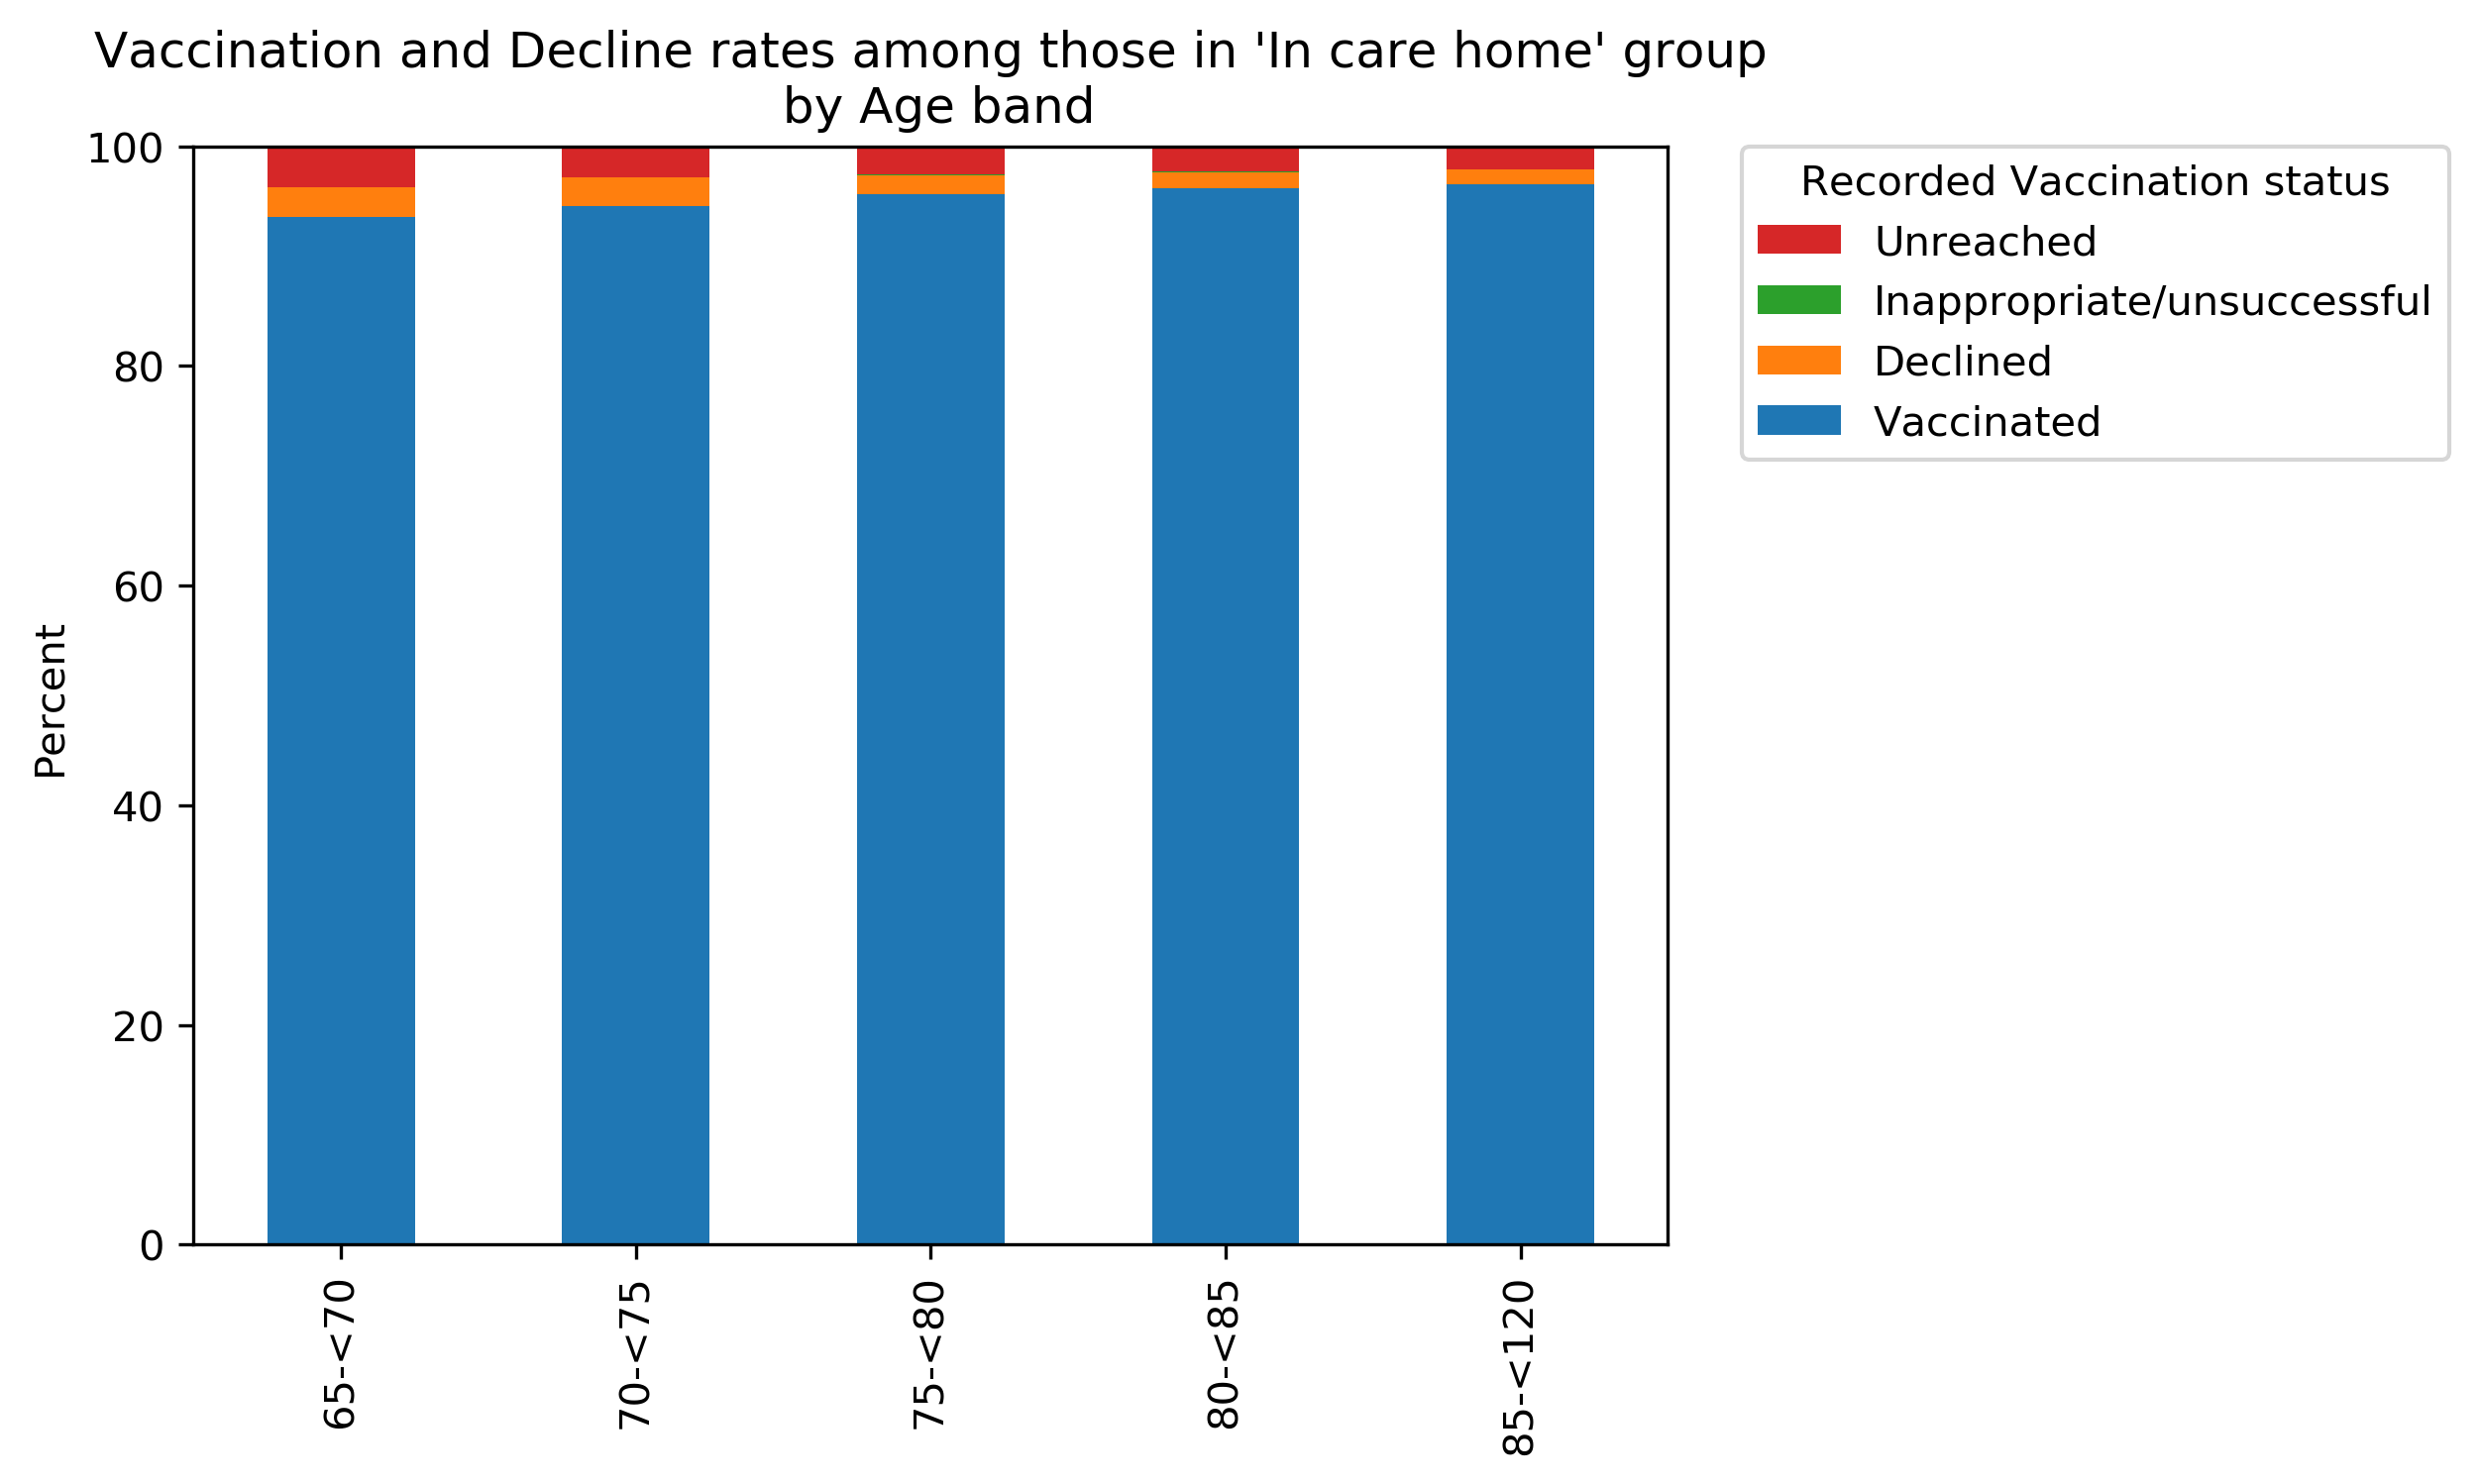 Vaccination and Decline rates among those in 'In care home' group
by Age band
100
80
60
40
20
0
Percent
65-<70
70-<75
75-<80
80-<85
85-<120
Recorded Vaccination status
Unreached
Inappropriate/unsuccessful
Declined
Vaccinated